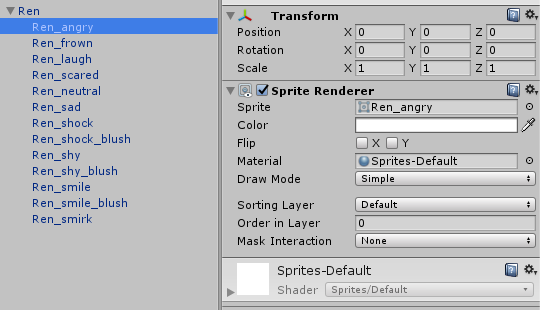 Ren
Ren_angry
Ren_frown
Ren_laugh
Ren_scared
Ren_neutral
Ren_sad
Ren_shock
Ren_shock_blush
Ren_shy
Ren_shy_blush
Ren_smile
Ren_smile_blush
Ren_smirk
Transform
Position X 0 Y 0 Z 0
Rotation X 0 Y 0 Z 0
Scale X 1 Y 1 Z 1
Sprite Renderer
Sprite Ren_angry
Color
Flip X Y
Material Sprites-Default
Draw Mode Simple
Sorting Layer Default
Order in Layer 0
Mask Interaction None
Sprites-Default
Shader Sprites/Default